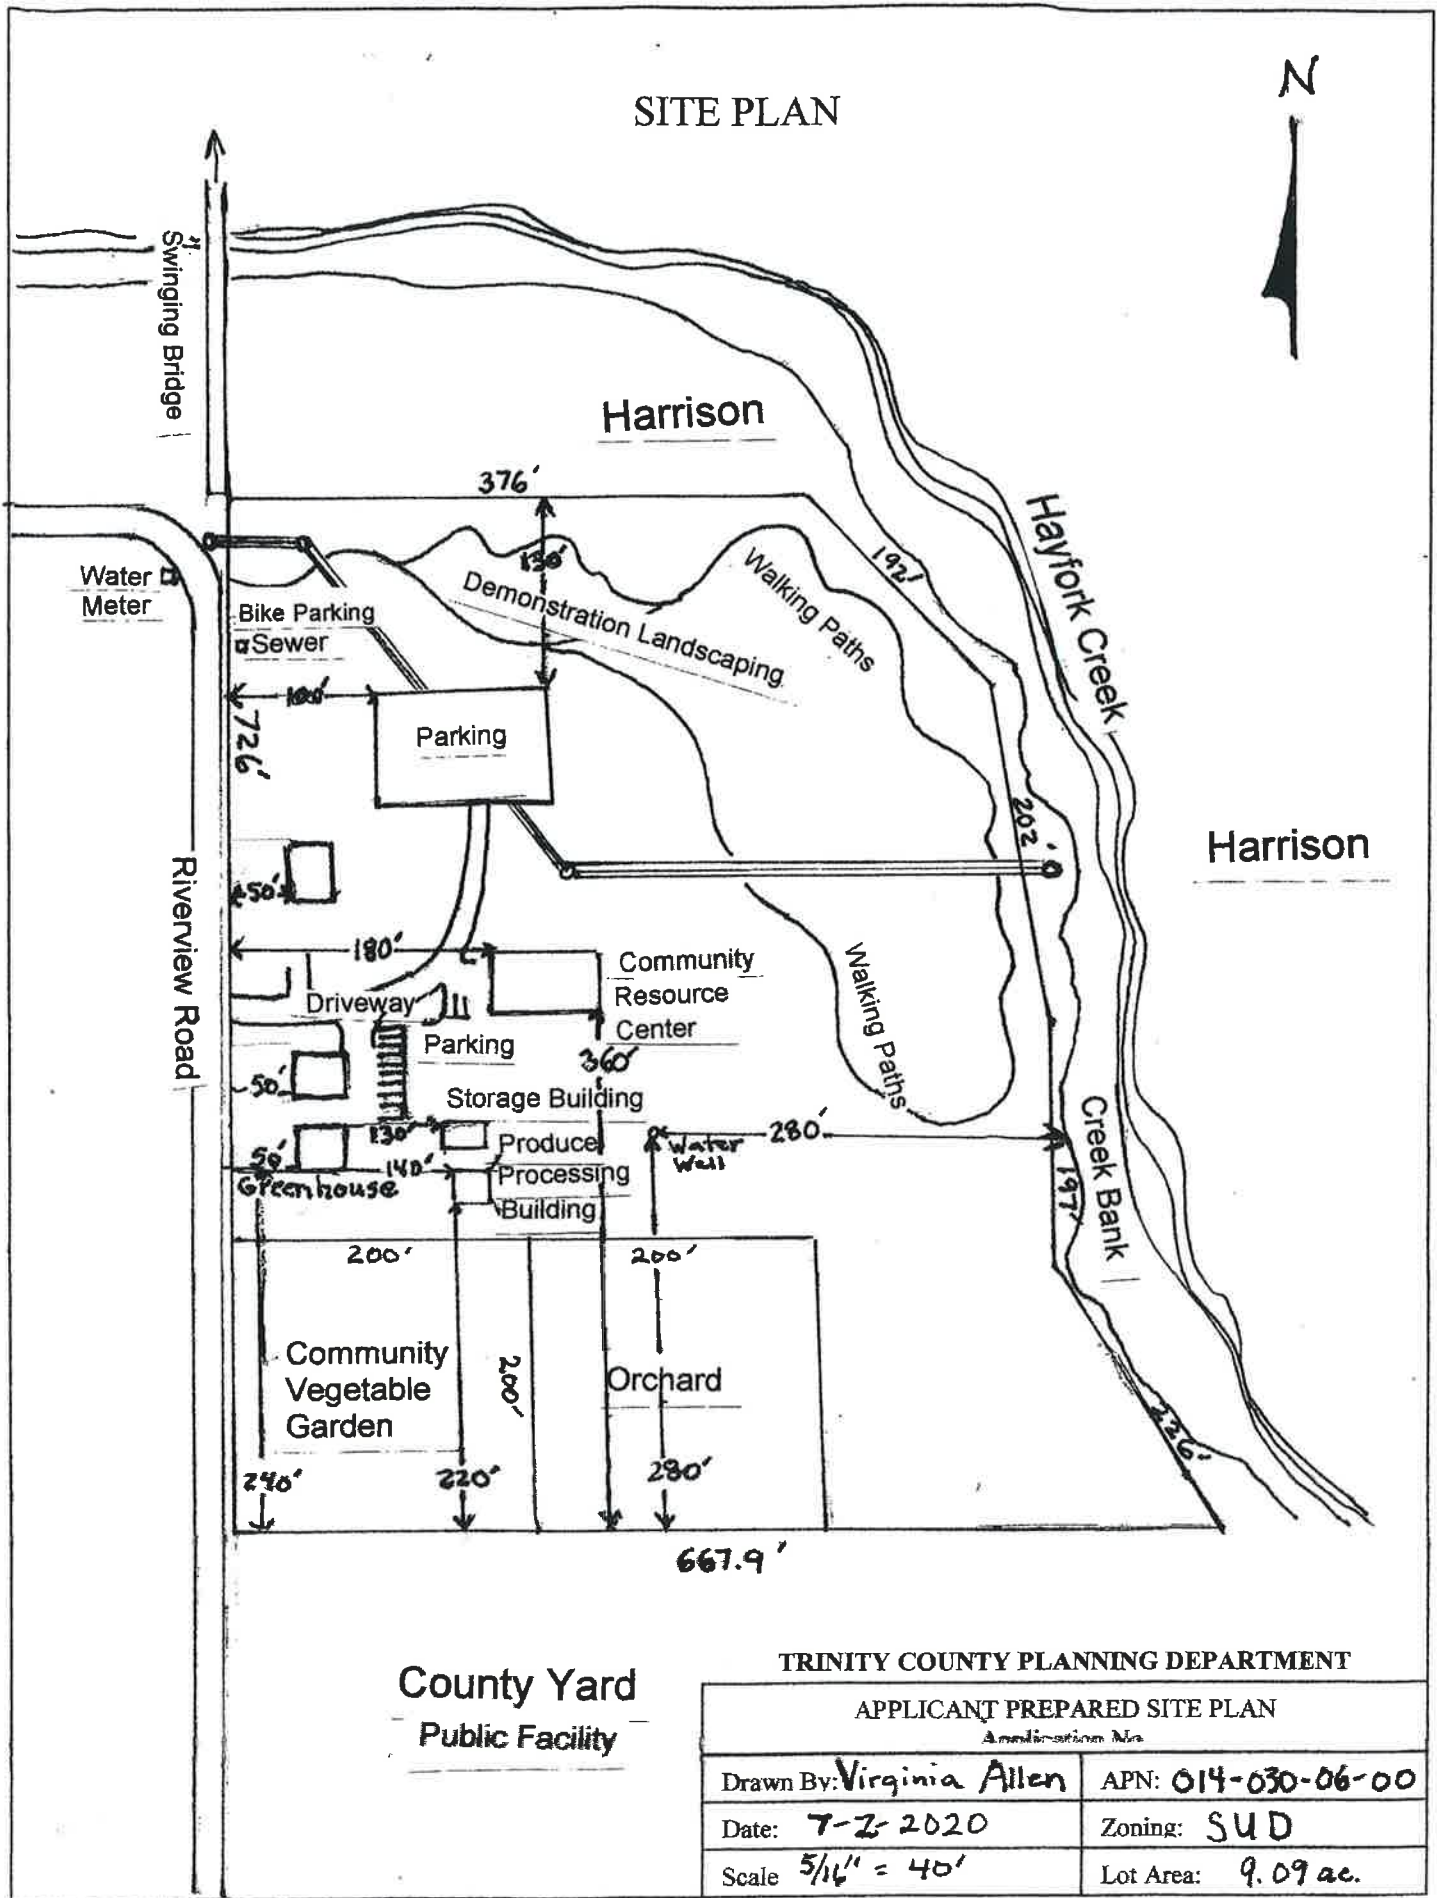 N
SITE PLAN
Swinging Bridge
Harrison
376'
Hayfork Creek
192'
130'
Walking Paths
Demonstration Landscaping
Water
Meter
Bike Parking
Sewer
100'
726'
Parking
202'
Harrison
50'
Riverview Road
180'
Community
Resource
Center
Driveway
Walking Paths
Parking
360'
50'
Storage Building
Creek Bank
130'
Produce
Processing
Building
Water
Well
280'
50'
140'
Greenhouse
197'
200'
200'
Community
Vegetable
Garden
200'
Orchard
226'
240'
220'
280'
667.9'
County Yard
Public Facility
TRINITY COUNTY PLANNING DEPARTMENT
APPLICANT PREPARED SITE PLAN
Application No.
Drawn By: Virginia Allen
APN: 014-030-06-00
Date: 7-2-2020
Zoning: SUD
Scale 5/16" = 40'
Lot Area: 9.09 ac.